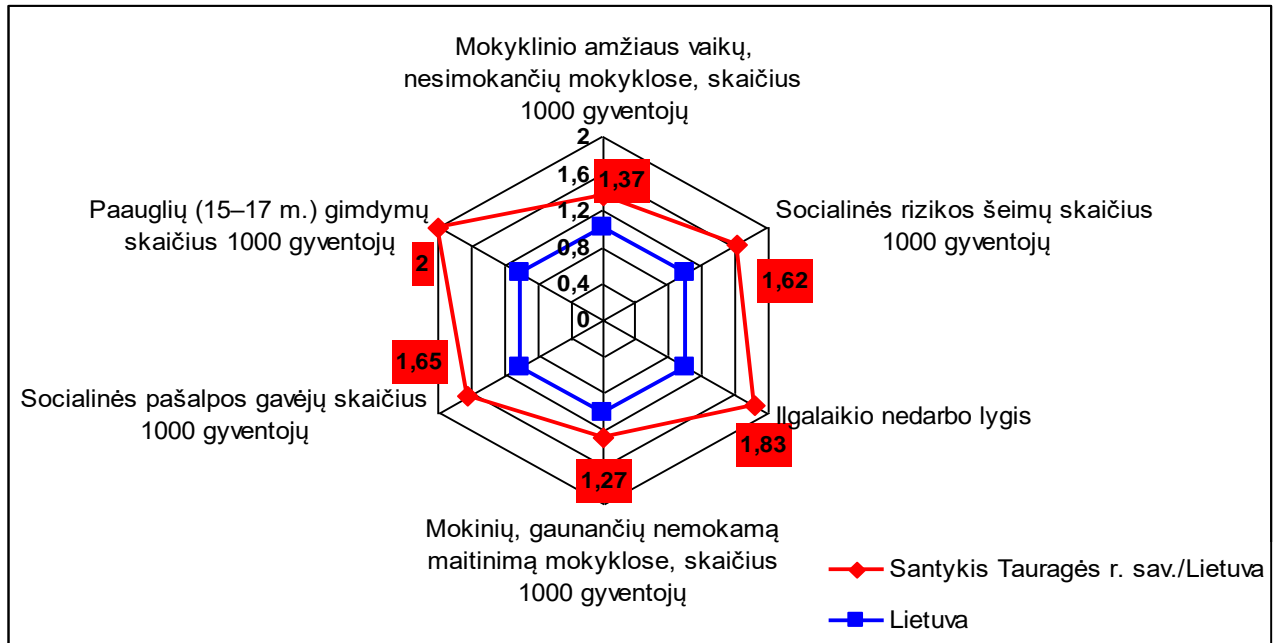 Mokyklinio amžiaus vaikų,
nesimokančių mokyklose, skaičius
1000 gyventojų
2
1,6
1,37
1,2
0,8
0,4
0
Paauglių (15–17 m.) gimdymų
skaičius 1000 gyventojų
2
Socialinės rizikos šeimų skaičius
1000 gyventojų
1,62
1,65
Socialinės pašalpos gavėjų skaičius
1000 gyventojų
Ilgalaikio nedarbo lygis
1,83
1,27
Mokinių, gaunančių nemokamą
maitinimą mokyklose, skaičius
1000 gyventojų
Santykis Tauragės r. sav./Lietuva
Lietuva